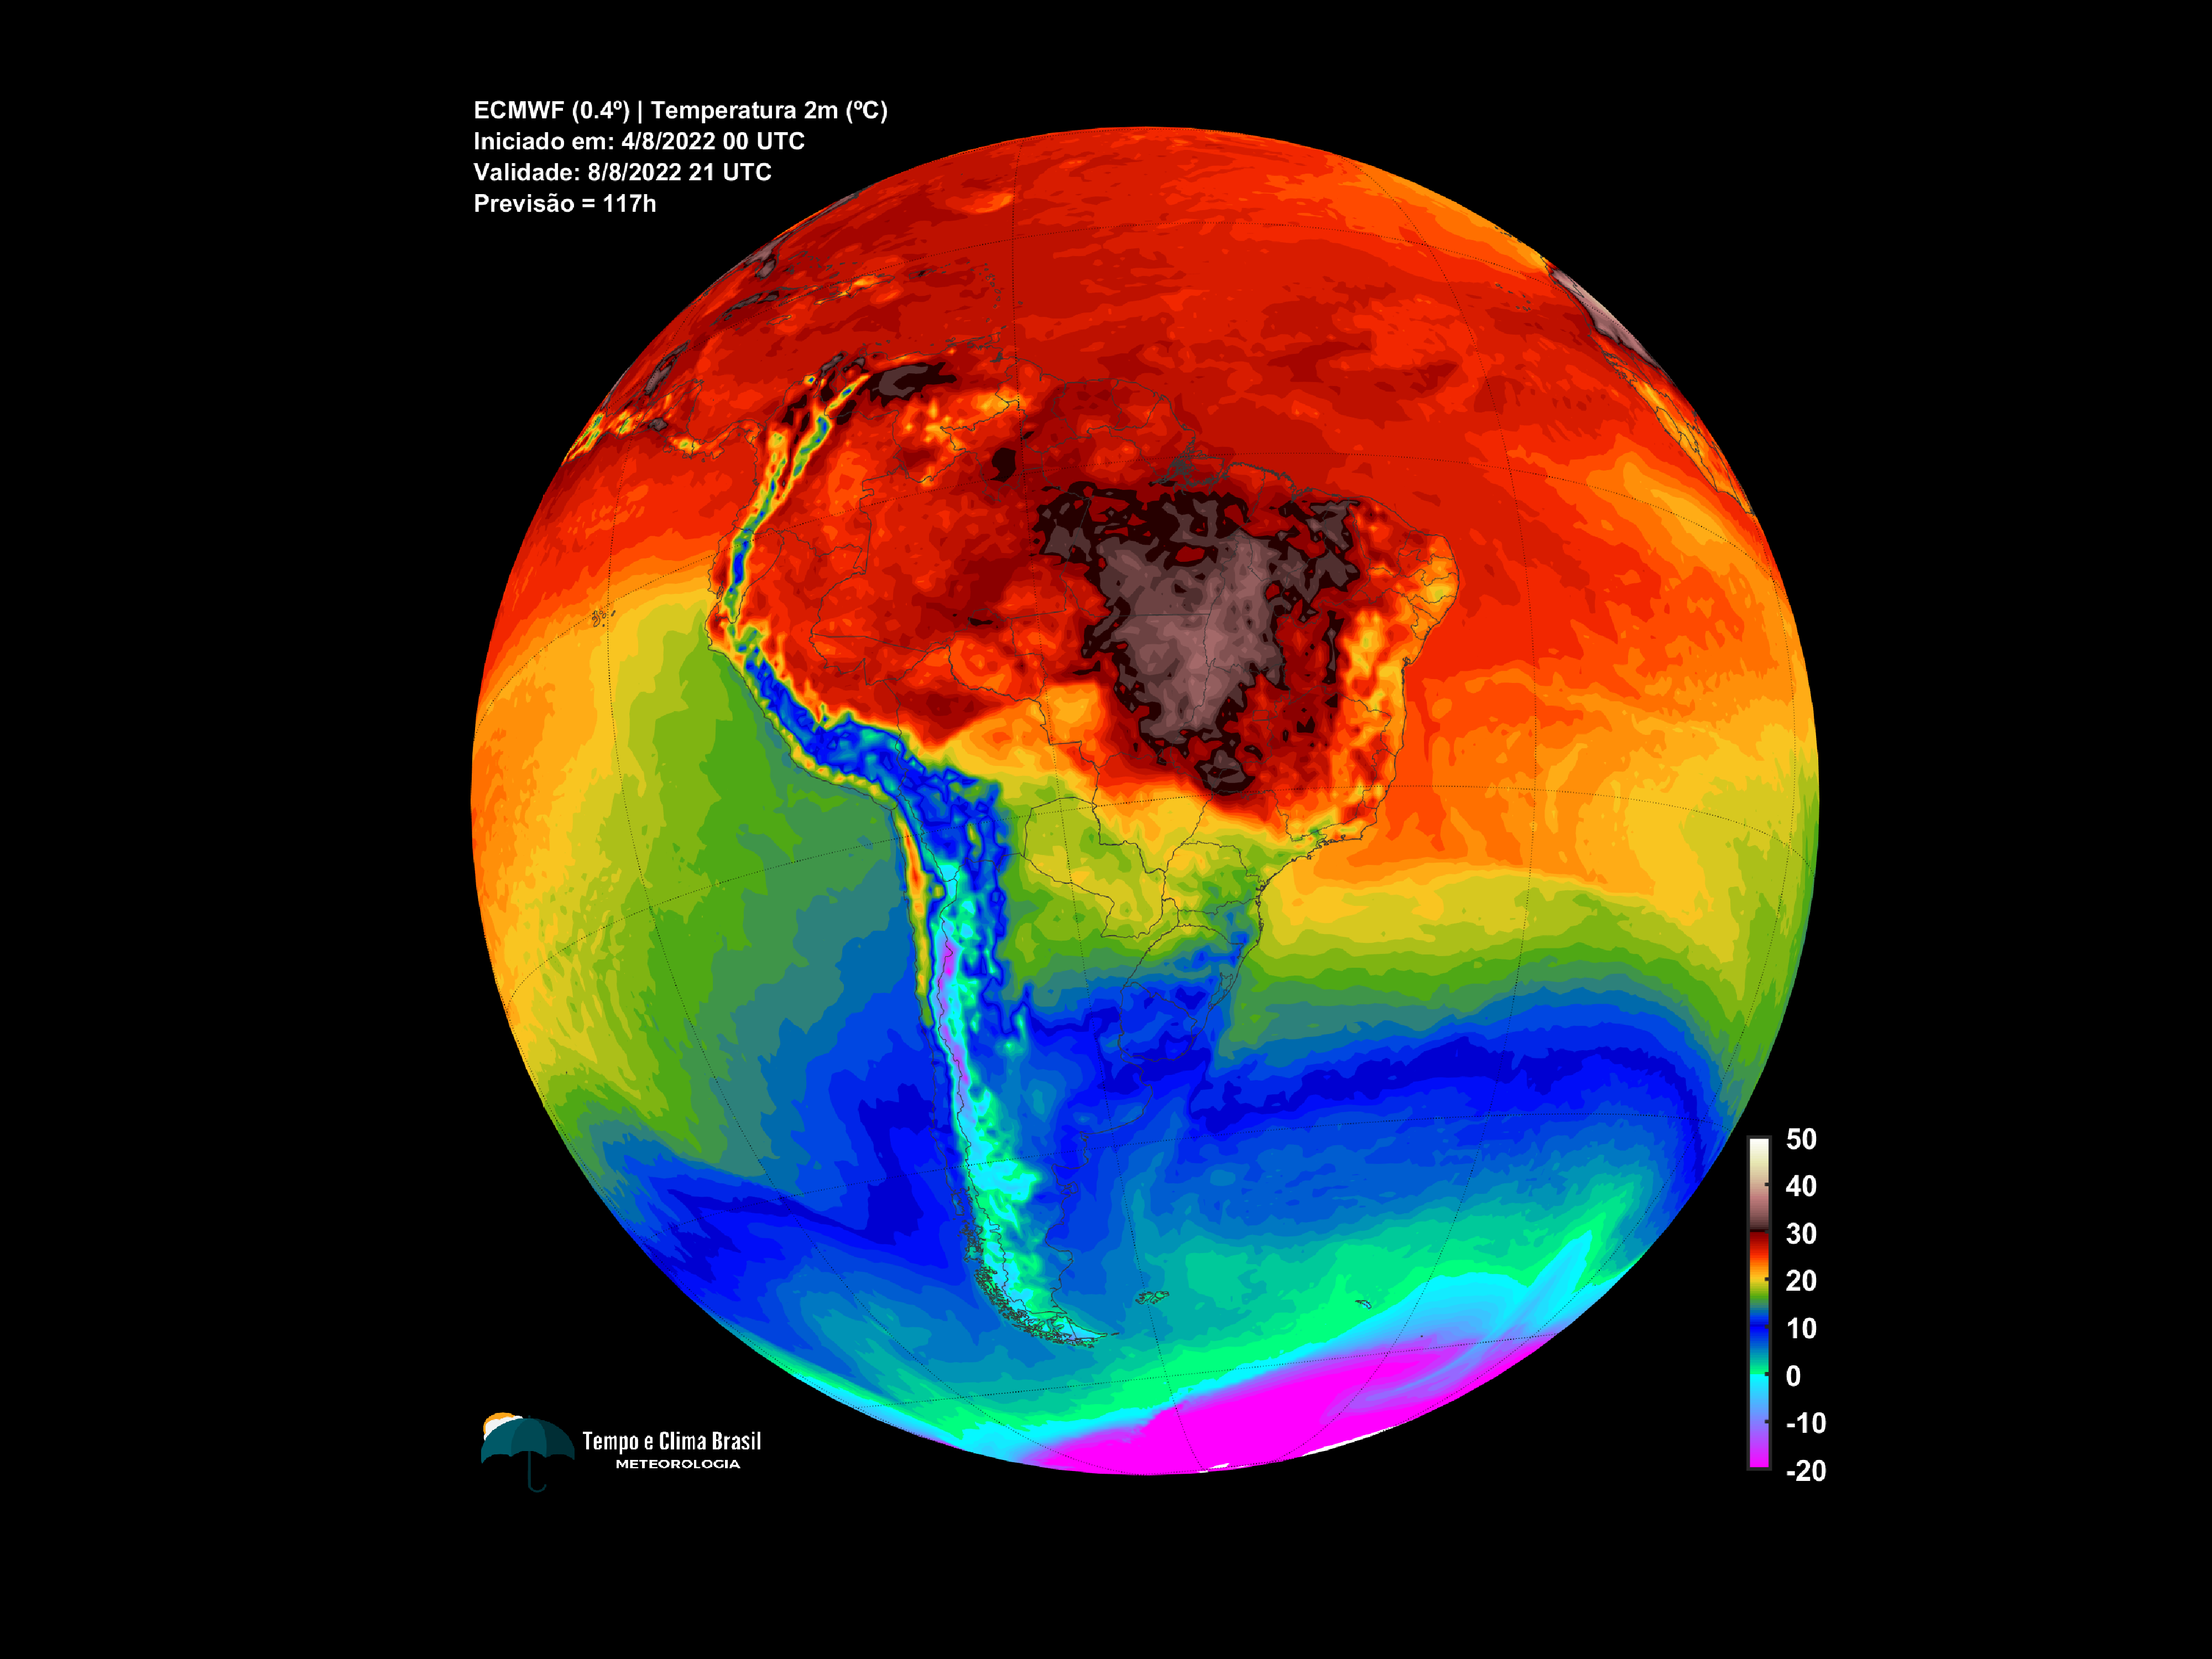 ECMWF (0.4º) | Temperatura 2m (ºC)
Iniciado em: 4/8/2022 00 UTC
Validade: 8/8/2022 21 UTC
Previsão = 117h
50
40
30
20
10
0
-10
-20
Tempo e Clima Brasil
METEOROLOGIA